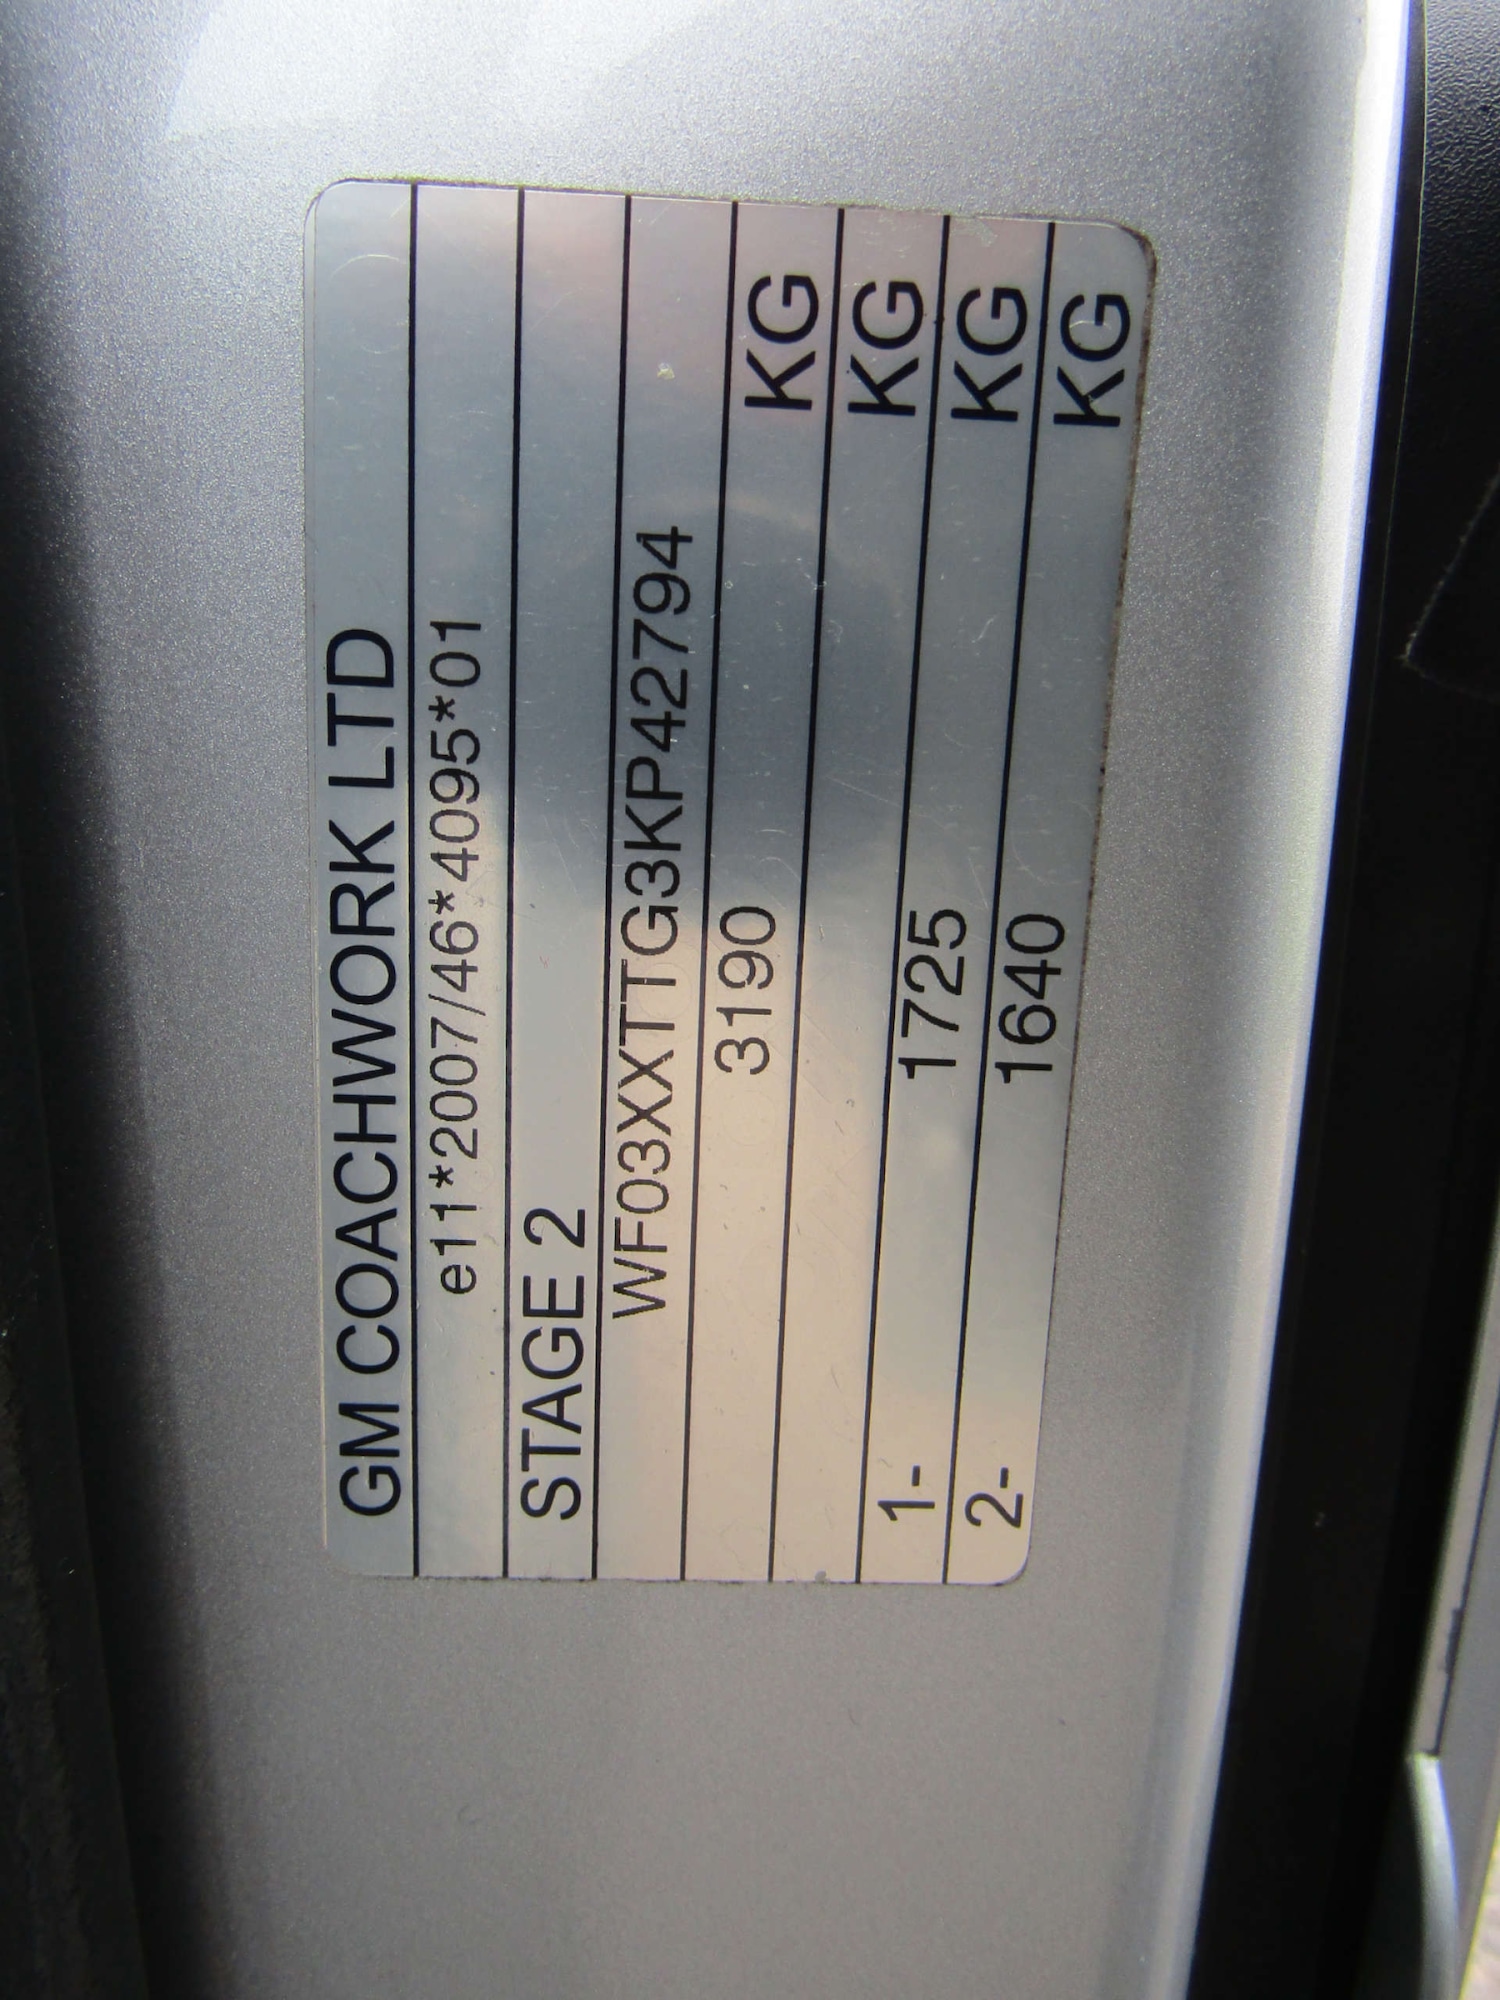 GM COACHWORK LTD
e11*2007/46*4095*01
STAGE 2
WF03XXTTG3KP42794
3190 KG
KG
1- 1725 KG
2- 1640 KG